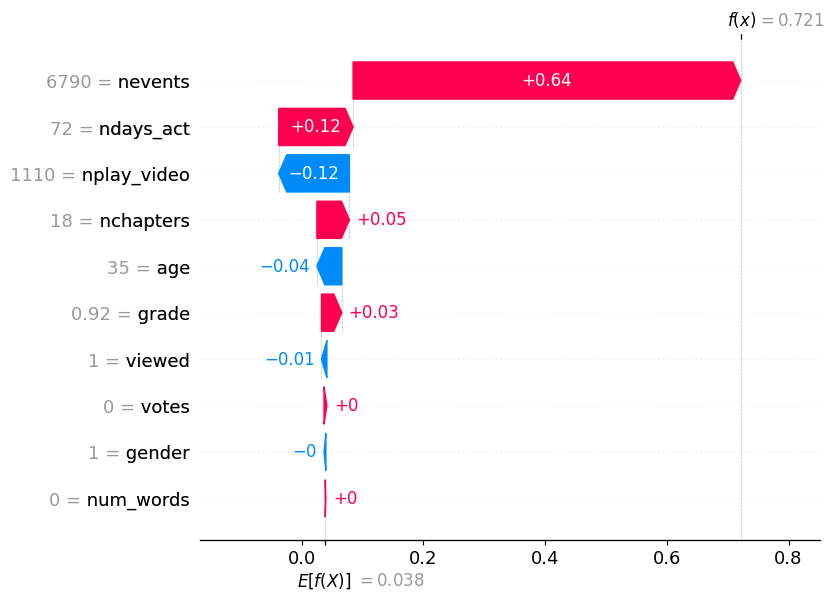 f(x) = 0.721
6790 = nevents
+0.64
72 = ndays_act
+0.12
1110 = nplay_video
−0.12
18 = nchapters
+0.05
35 = age
−0.04
0.92 = grade
+0.03
1 = viewed
−0.01
0 = votes
+0
1 = gender
−0
0 = num_words
+0
0.0 0.2 0.4 0.6 0.8
E[f(X)] = 0.038